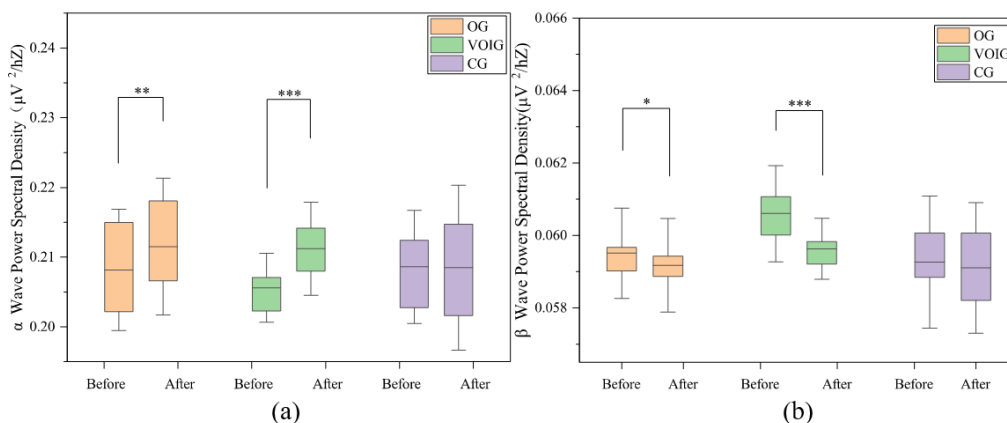 α Wave Power Spectral Density（μV ²/hZ）
0.24
0.23
0.22
0.21
0.20
OG
VOIG
CG
**
***
Before After Before After Before After
(a)
β Wave Power Spectral Density(μV ²/hZ)
0.066
0.064
0.062
0.060
0.058
OG
VOIG
CG
*
***
Before After Before After Before After
(b)